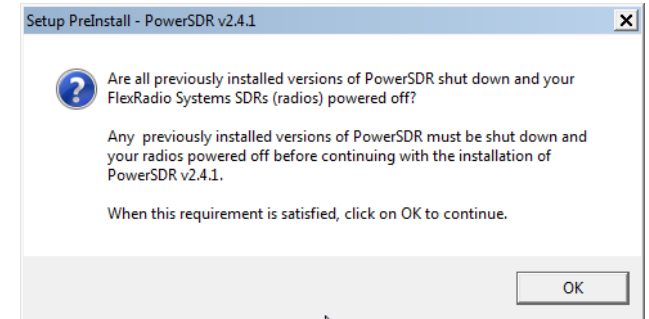 Setup PreInstall - PowerSDR v2.4.1
Are all previously installed versions of PowerSDR shut down and your
FlexRadio Systems SDRs (radios) powered off?
Any  previously installed versions of PowerSDR must be shut down and
your radios powered off before continuing with the installation of
PowerSDR v2.4.1.
When this requirement is satisfied, click on OK to continue.
OK